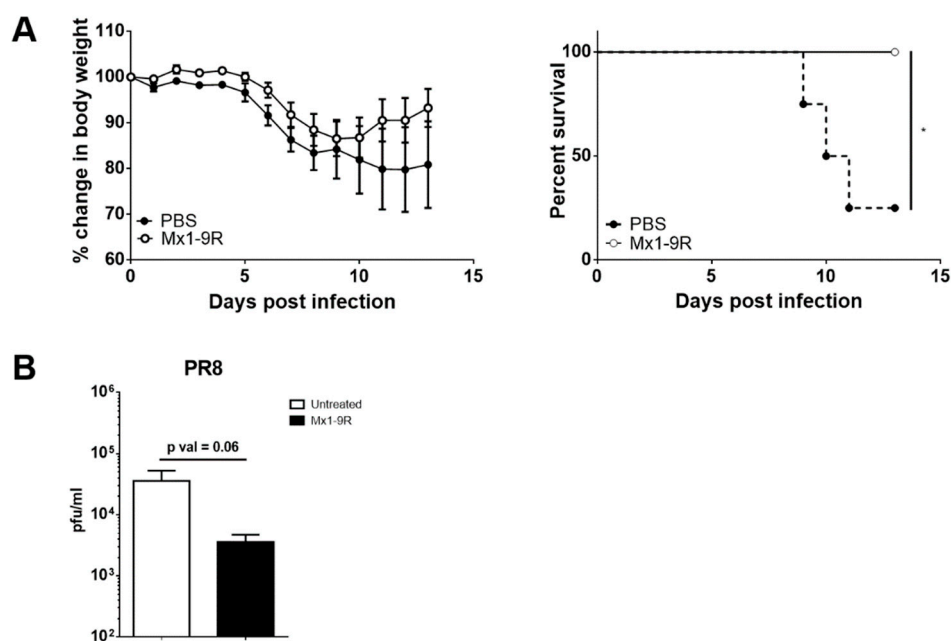 A
% change in body weight
110
100
90
80
70
60
PBS
Mx1-9R
0 5 10 15
Days post infection
Percent survival
100
50
0
*
PBS
Mx1-9R
0 5 10 15
Days post infection
B
PR8
pfu/ml
10⁶
10⁵
10⁴
10³
10²
p val = 0.06
Untreated
Mx1-9R